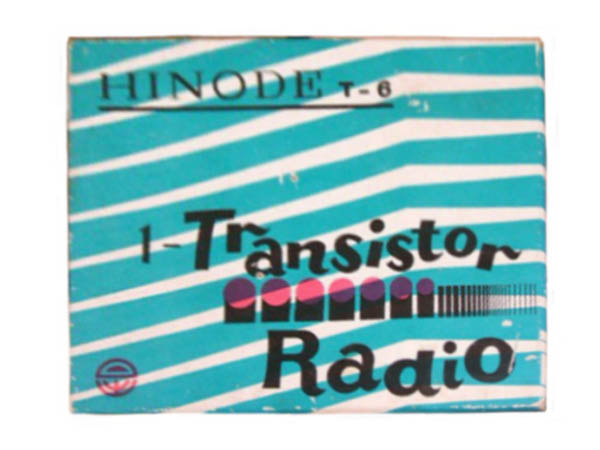 HINODE T-6
1-Transistor
Radio